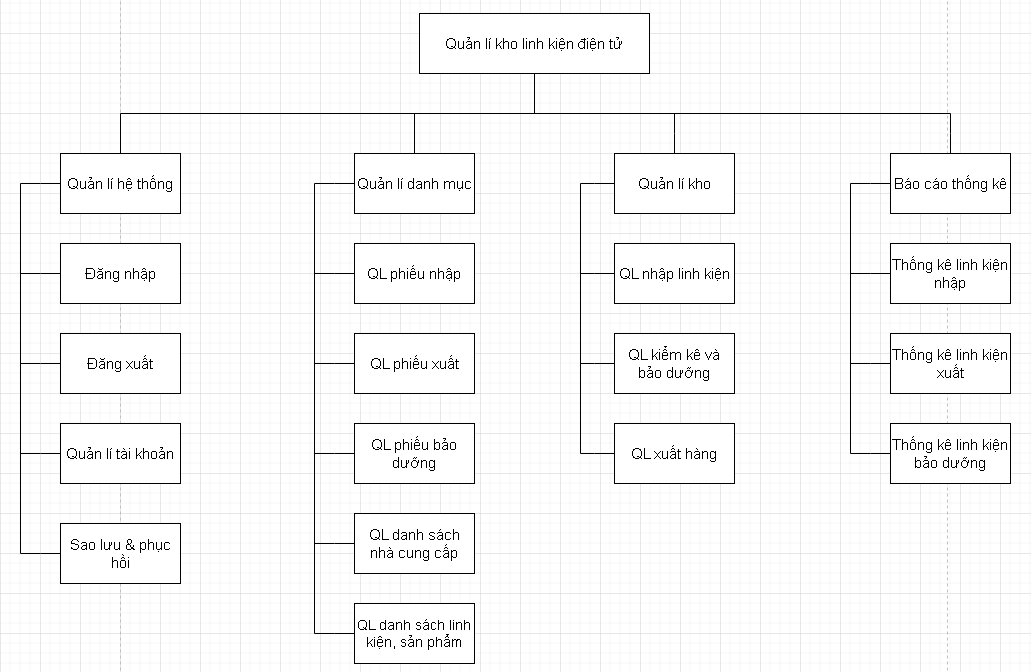 Quản lí kho linh kiện điện tử
Quản lí hệ thống
Đăng nhập
Đăng xuất
Quản lí tài khoản
Sao lưu & phục
hồi
Quản lí danh mục
QL phiếu nhập
QL phiếu xuất
QL phiếu bảo
dưỡng
QL danh sách
nhà cung cấp
QL danh sách linh
kiện, sản phẩm
Quản lí kho
QL nhập linh kiện
QL kiểm kê và
bảo dưỡng
QL xuất hàng
Báo cáo thống kê
Thống kê linh kiện
nhập
Thống kê linh kiện
xuất
Thống kê linh kiện
bảo dưỡng